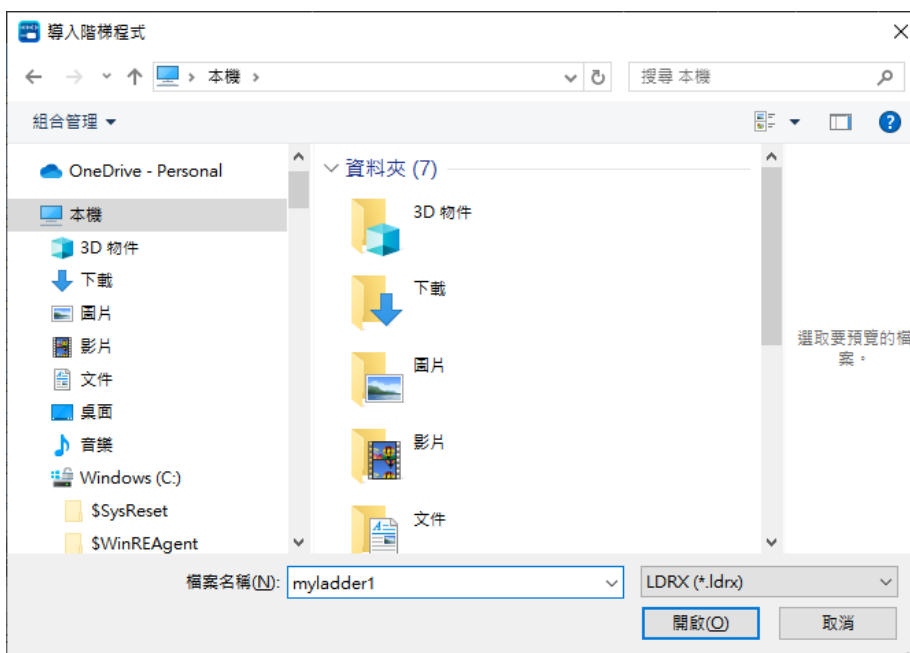 導入階梯程式
本機
搜尋 本機
組合管理
OneDrive - Personal
本機
3D 物件
下載
圖片
影片
文件
桌面
音樂
Windows (C:)
$SysReset
$WinREAgent
資料夾 (7)
3D 物件
下載
圖片
影片
文件
選取要預覽的檔
案。
檔案名稱(N):
myladder1
LDRX (*.ldrx)
開啟(O)
取消